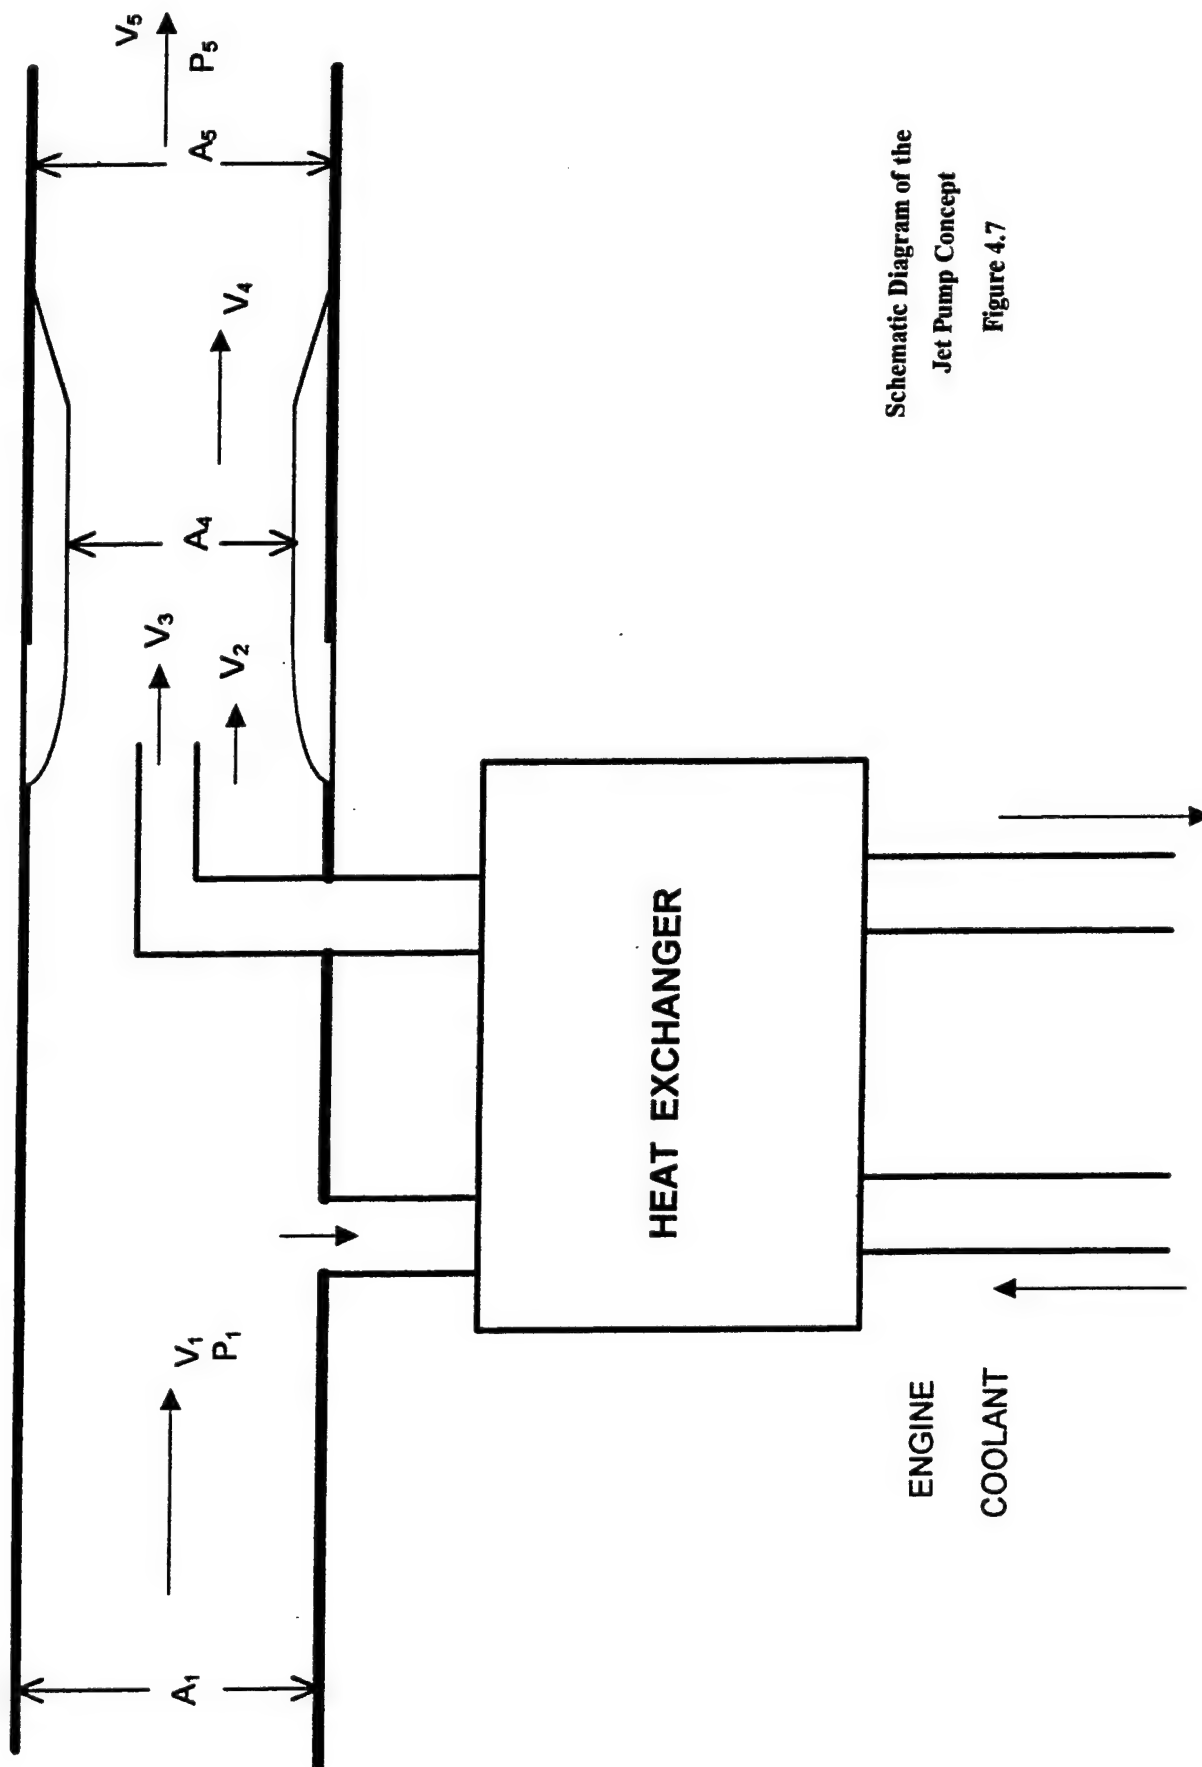 V5
P5
A5
V4
A4
V3
V2
V1
P1
A1
HEAT EXCHANGER
ENGINE
COOLANT
Schematic Diagram of the
Jet Pump Concept
Figure 4.7